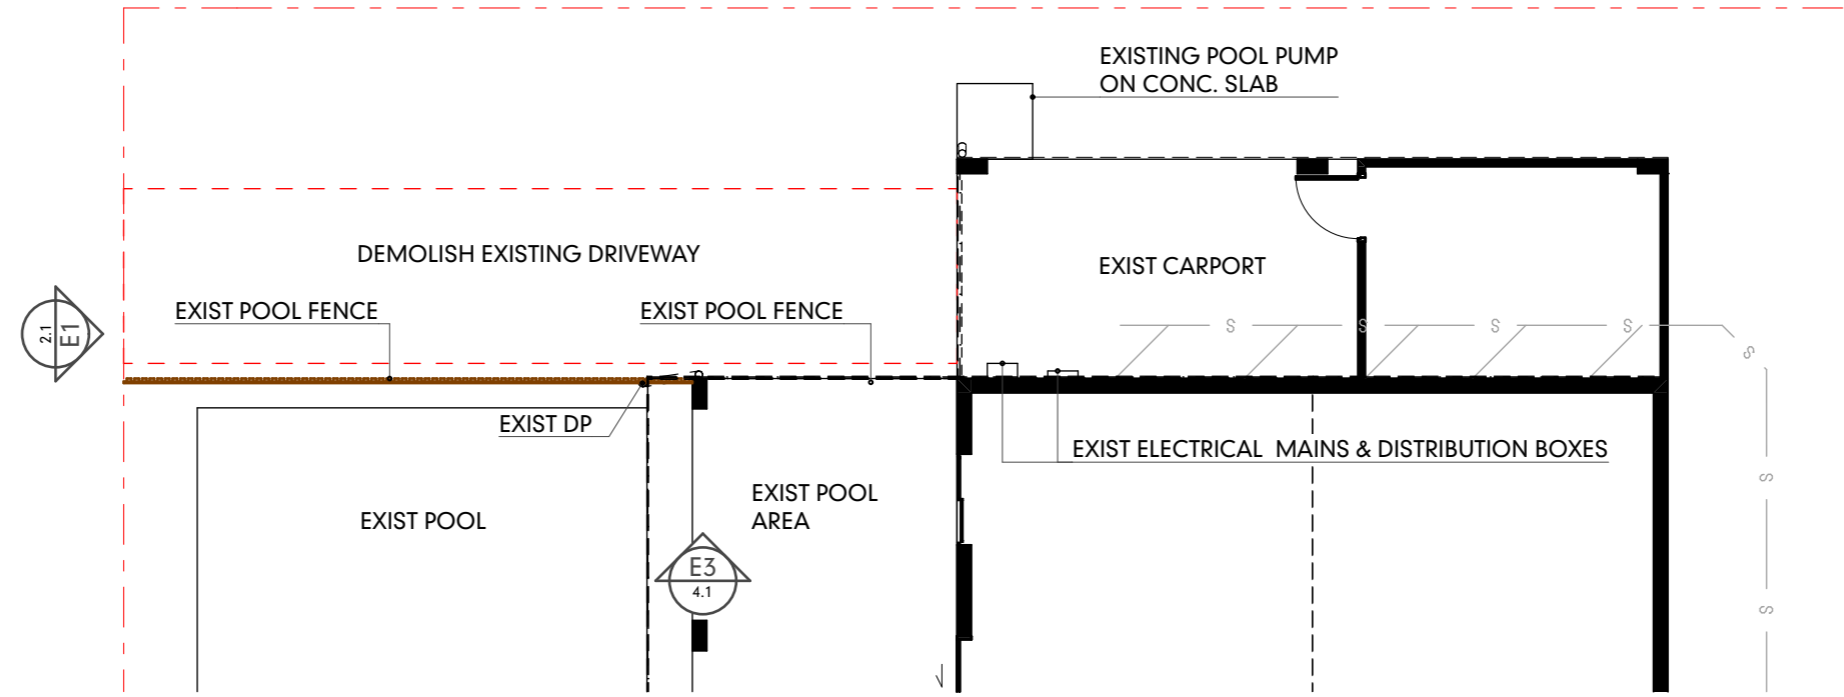 EXISTING POOL PUMP
ON CONC. SLAB
DEMOLISH EXISTING DRIVEWAY
EXIST CARPORT
EXIST POOL FENCE
EXIST POOL FENCE
2.1
E1
S
S
S
S
S
EXIST DP
EXIST ELECTRICAL MAINS & DISTRIBUTION BOXES
S
EXIST POOL
AREA
EXIST POOL
E3
4.1
S